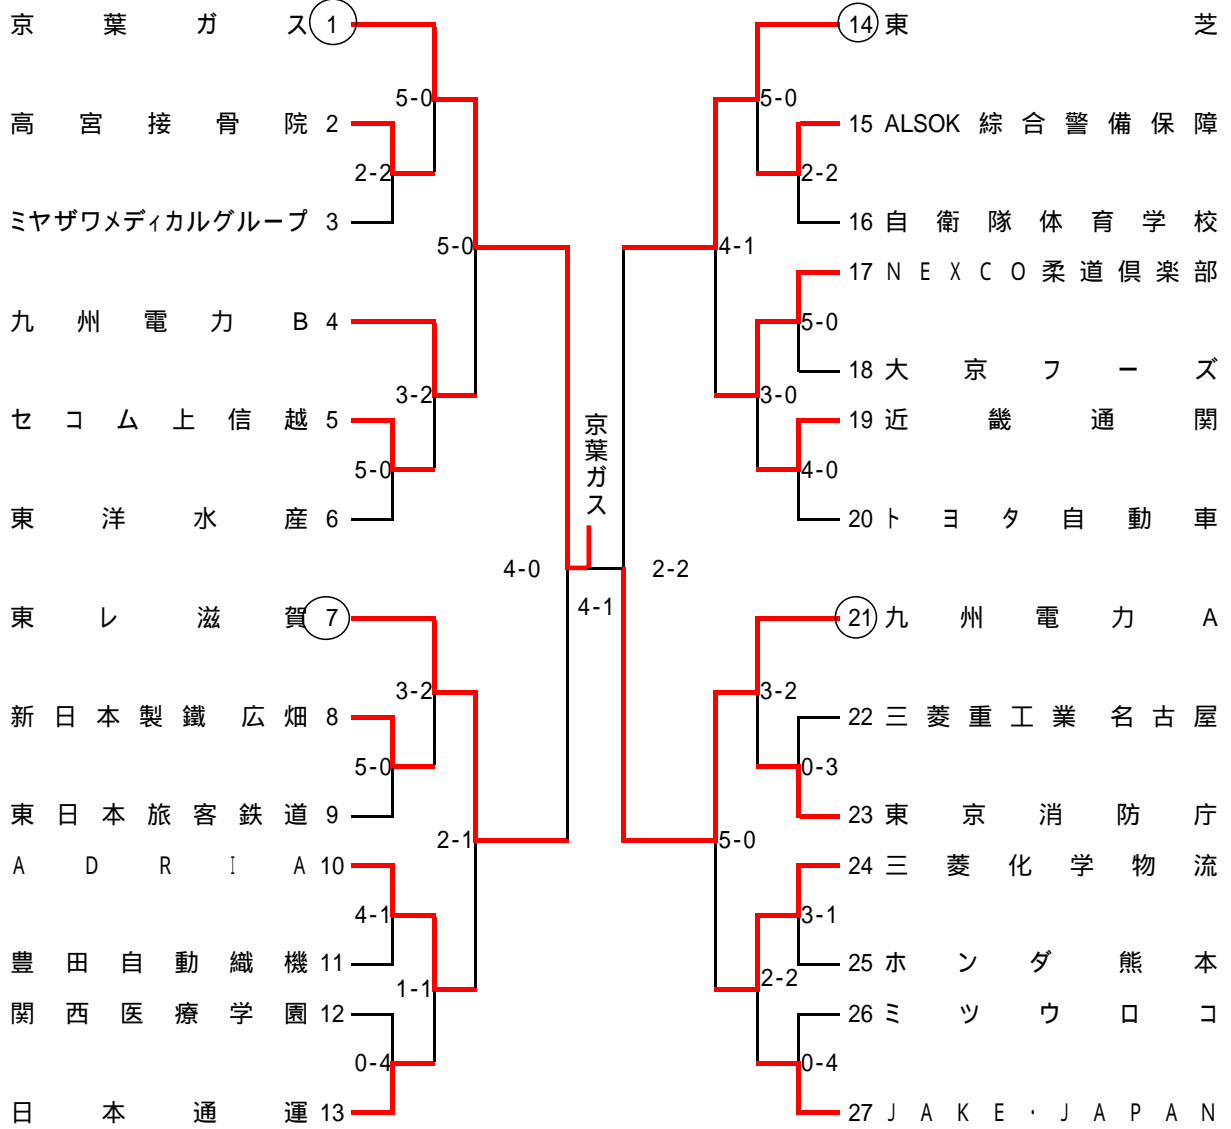 京葉ガス 1
5-0
高宮接骨院 2
2-2
ミヤザワメディカルグループ 3
5-0
九州電力B 4
3-2
セコム上信越 5
5-0
東洋水産 6
4-0
東レ滋賀 7
3-2
新日本製鐵 広畑 8
5-0
東日本旅客鉄道 9
2-1
ADRIA 10
4-1
豊田自動織機 11
1-1
関西医療学園 12
0-4
日本通運 13
京葉ガス
4-1
14 東芝
5-0
15 ALSOK 綜合警備保障
2-2
16 自衛隊体育学校
4-1
17 NEXCO柔道倶楽部
5-0
18 大京フーズ
3-0
19 近畿通関
4-0
20 トヨタ自動車
2-2
21 九州電力A
3-2
22 三菱重工業 名古屋
0-3
23 東京消防庁
5-0
24 三菱化学物流
3-1
25 ホンダ熊本
2-2
26 ミツウロコ
0-4
27 JAKE・JAPAN